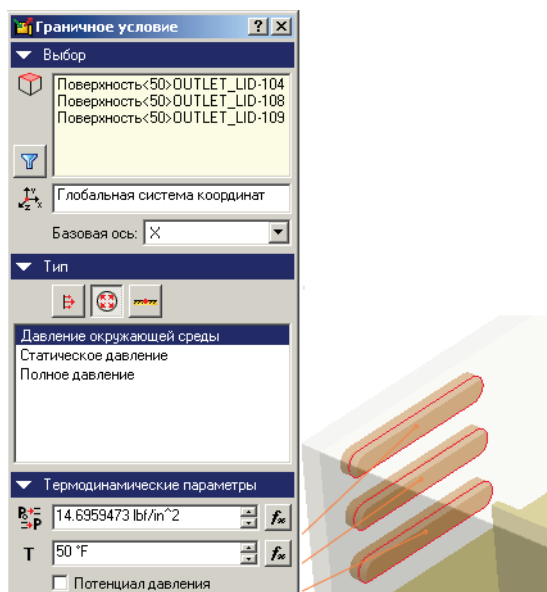 Граничное условие
Выбор
Поверхность<50>OUTLET_LID-104
Поверхность<50>OUTLET_LID-108
Поверхность<50>OUTLET_LID-109
Глобальная система координат
Базовая ось: X
Тип
Давление окружающей среды
Статическое давление
Полное давление
Термодинамические параметры
14.6959473 lbf/in^2
T 50 °F
Потенциал давления